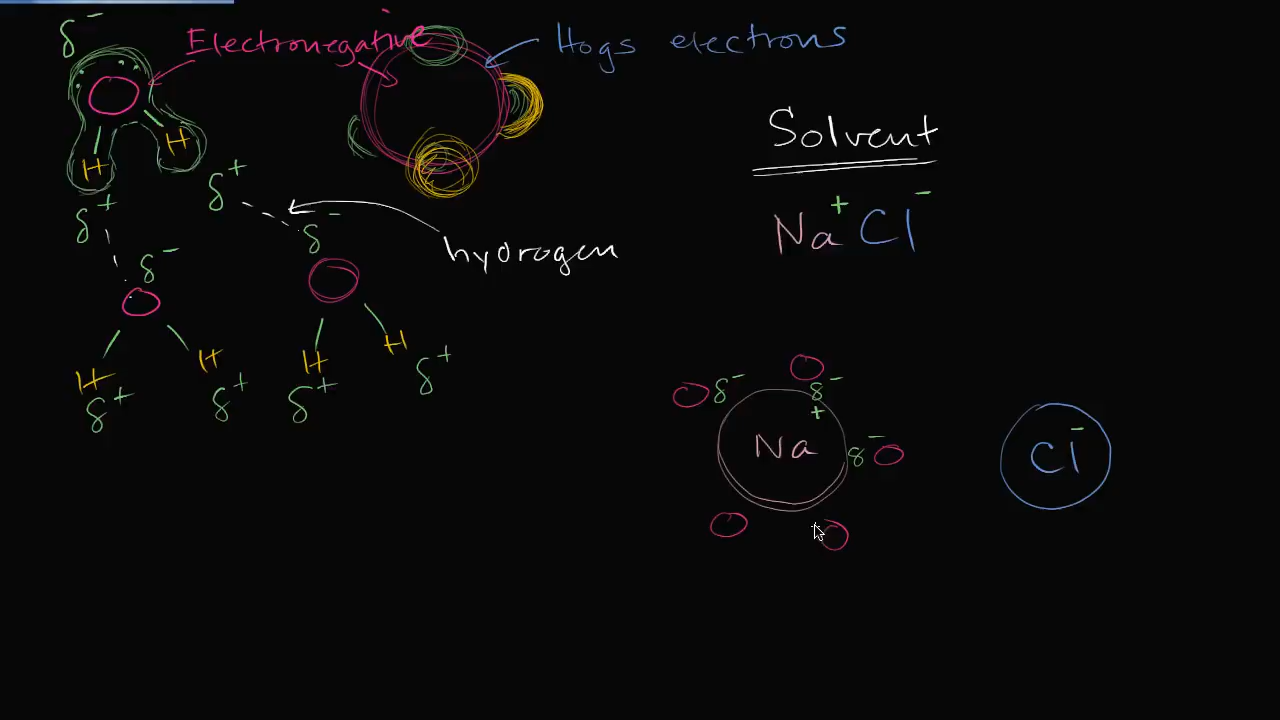 δ-
Electronegative
Hogs electrons
H
H
δ+
δ+
Solvent
Na+Cl-
δ-
δ-
hydrogen
H
H
H
H
δ+
δ+
δ+
δ+
δ-
δ-
+
Na
δ-
Cl-